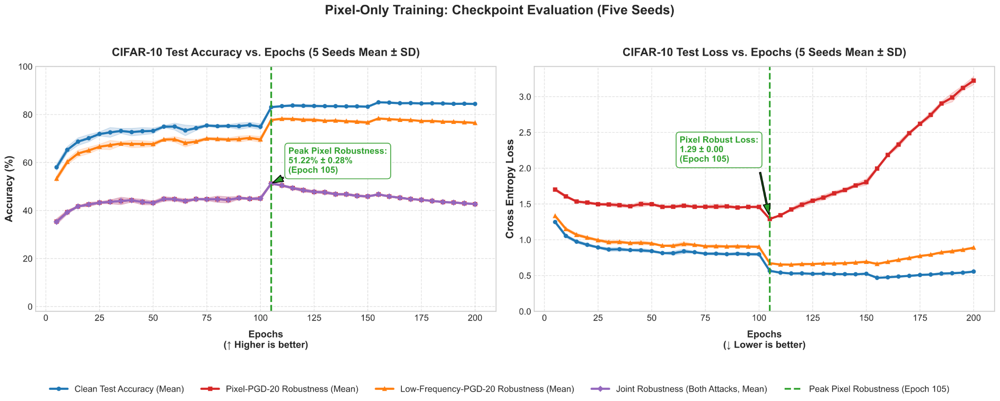 Pixel-Only Training: Checkpoint Evaluation (Five Seeds)
CIFAR-10 Test Accuracy vs. Epochs (5 Seeds Mean ± SD)
Accuracy (%)
100
80
60
40
20
0
Peak Pixel Robustness:
51.22% ± 0.28%
(Epoch 105)
0 25 50 75 100 125 150 175 200
Epochs
(↑ Higher is better)
CIFAR-10 Test Loss vs. Epochs (5 Seeds Mean ± SD)
Cross Entropy Loss
3.0
2.5
2.0
1.5
1.0
0.5
0.0
Pixel Robust Loss:
1.29 ± 0.00
(Epoch 105)
0 25 50 75 100 125 150 175 200
Epochs
(↓ Lower is better)
Clean Test Accuracy (Mean) Pixel-PGD-20 Robustness (Mean) Low-Frequency-PGD-20 Robustness (Mean) Joint Robustness (Both Attacks, Mean) Peak Pixel Robustness (Epoch 105)